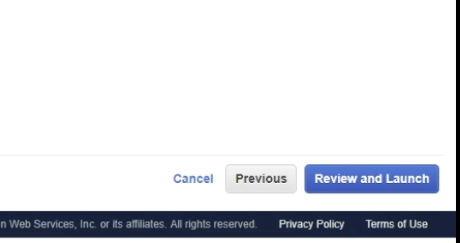 Cancel Previous Review and Launch
n Web Services, Inc. or its affiliates. All rights reserved. Privacy Policy Terms of Use